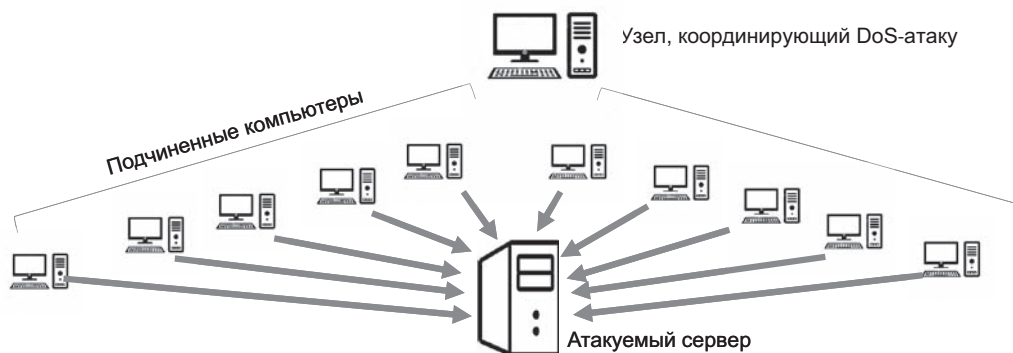 Узел, координирующий DoS-атаку
Подчиненные компьютеры
Атакуемый сервер